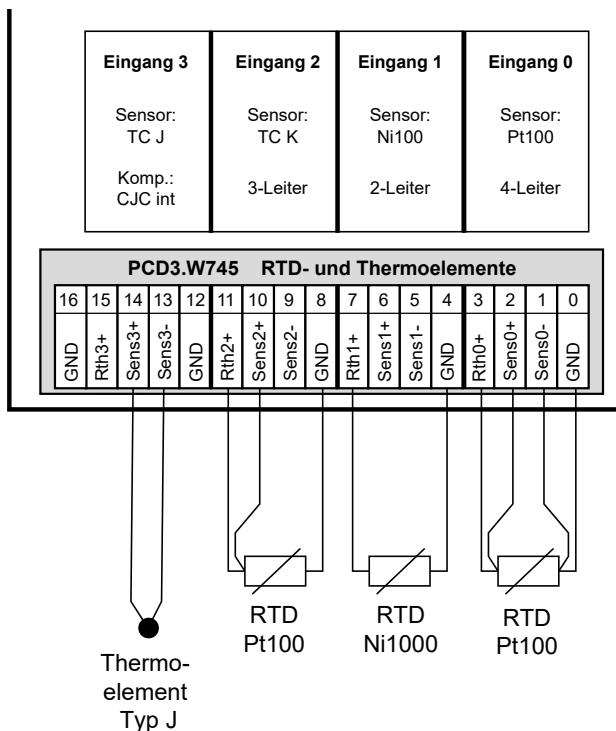 Eingang 3
Sensor:
TC J
Komp.:
CJC int
Eingang 2
Sensor:
TC K
3-Leiter
Eingang 1
Sensor:
Ni100
2-Leiter
Eingang 0
Sensor:
Pt100
4-Leiter
PCD3.W745 RTD- und Thermoelemente
16 15 14 13 12 11 10 9 8 7 6 5 4 3 2 1 0
GND
Rth3+
Sens3+
Sens3-
GND
Rth2+
Sens2+
Sens2-
GND
Rth1+
Sens1+
Sens1-
GND
Rth0+
Sens0+
Sens0-
GND
Thermo-
element
Typ J
RTD
Pt100
RTD
Ni1000
RTD
Pt100